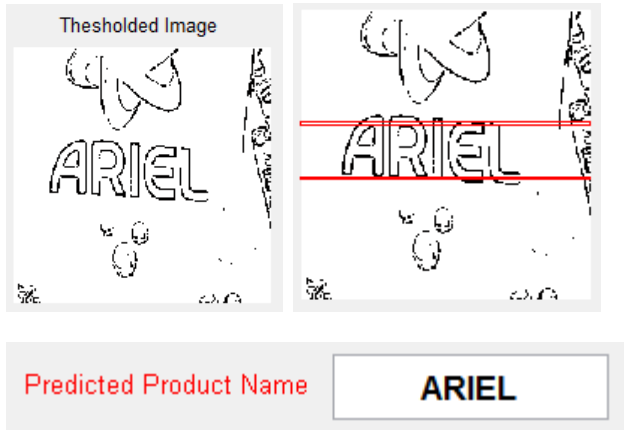 Thesholded Image
ARIEL
ARIEL
Predicted Product Name
ARIEL